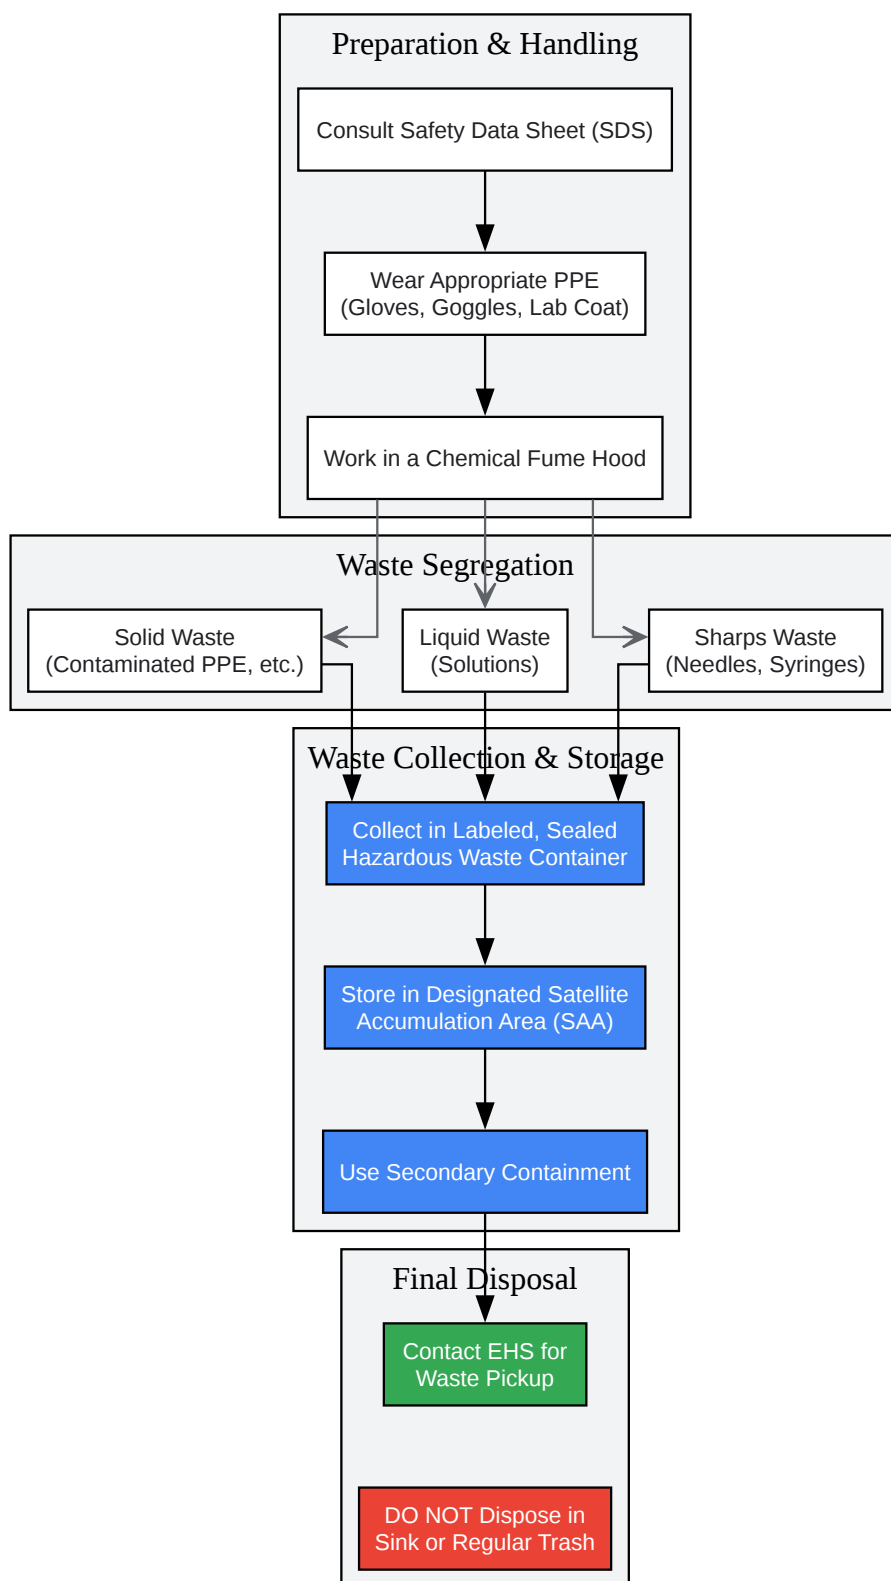 Preparation & Handling
Consult Safety Data Sheet (SDS)
Wear Appropriate PPE
(Gloves, Goggles, Lab Coat)
Work in a Chemical Fume Hood
Waste Segregation
Solid Waste
(Contaminated PPE, etc.)
Liquid Waste
(Solutions)
Sharps Waste
(Needles, Syringes)
Waste Collection & Storage
Collect in Labeled, Sealed
Hazardous Waste Container
Store in Designated Satellite
Accumulation Area (SAA)
Use Secondary Containment
Final Disposal
Contact EHS for
Waste Pickup
DO NOT Dispose in
Sink or Regular Trash